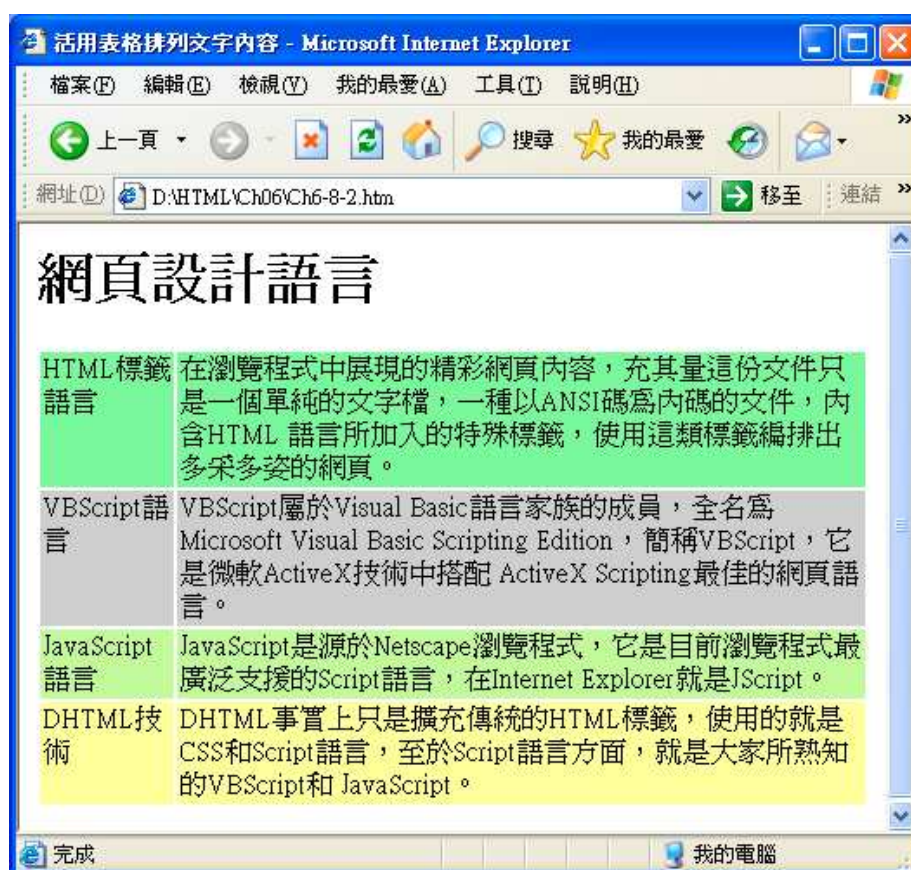 活用表格排列文字內容 - Microsoft Internet Explorer
檔案(F) 編輯(E) 檢視(V) 我的最愛(A) 工具(T) 說明(H)
上一頁 搜尋 我的最愛 »
網址(D) D:\HTML\Ch06\Ch6-8-2.htm 移至 連結 »
網頁設計語言
HTML標籤 在瀏覽程式中展現的精彩網頁內容，充其量這份文件只
語言 是一個單純的文字檔，一種以ANSI碼為內碼的文件，內
含HTML 語言所加入的特殊標籤，使用這類標籤編排出
多采多姿的網頁。
VBScript語 VBScript屬於Visual Basic語言家族的成員，全名為
言 Microsoft Visual Basic Scripting Edition，簡稱VBScript，它
是微軟ActiveX技術中搭配 ActiveX Scripting最佳的網頁語
言。
JavaScript JavaScript是源於Netscape瀏覽程式，它是目前瀏覽程式最
語言 廣泛支援的Script語言，在Internet Explorer就是JScript。
DHTML技 DHTML事實上只是擴充傳統的HTML標籤，使用的就是
術 CSS和Script語言，至於Script語言方面，就是大家所熟知
的VBScript和 JavaScript。
完成 我的電腦